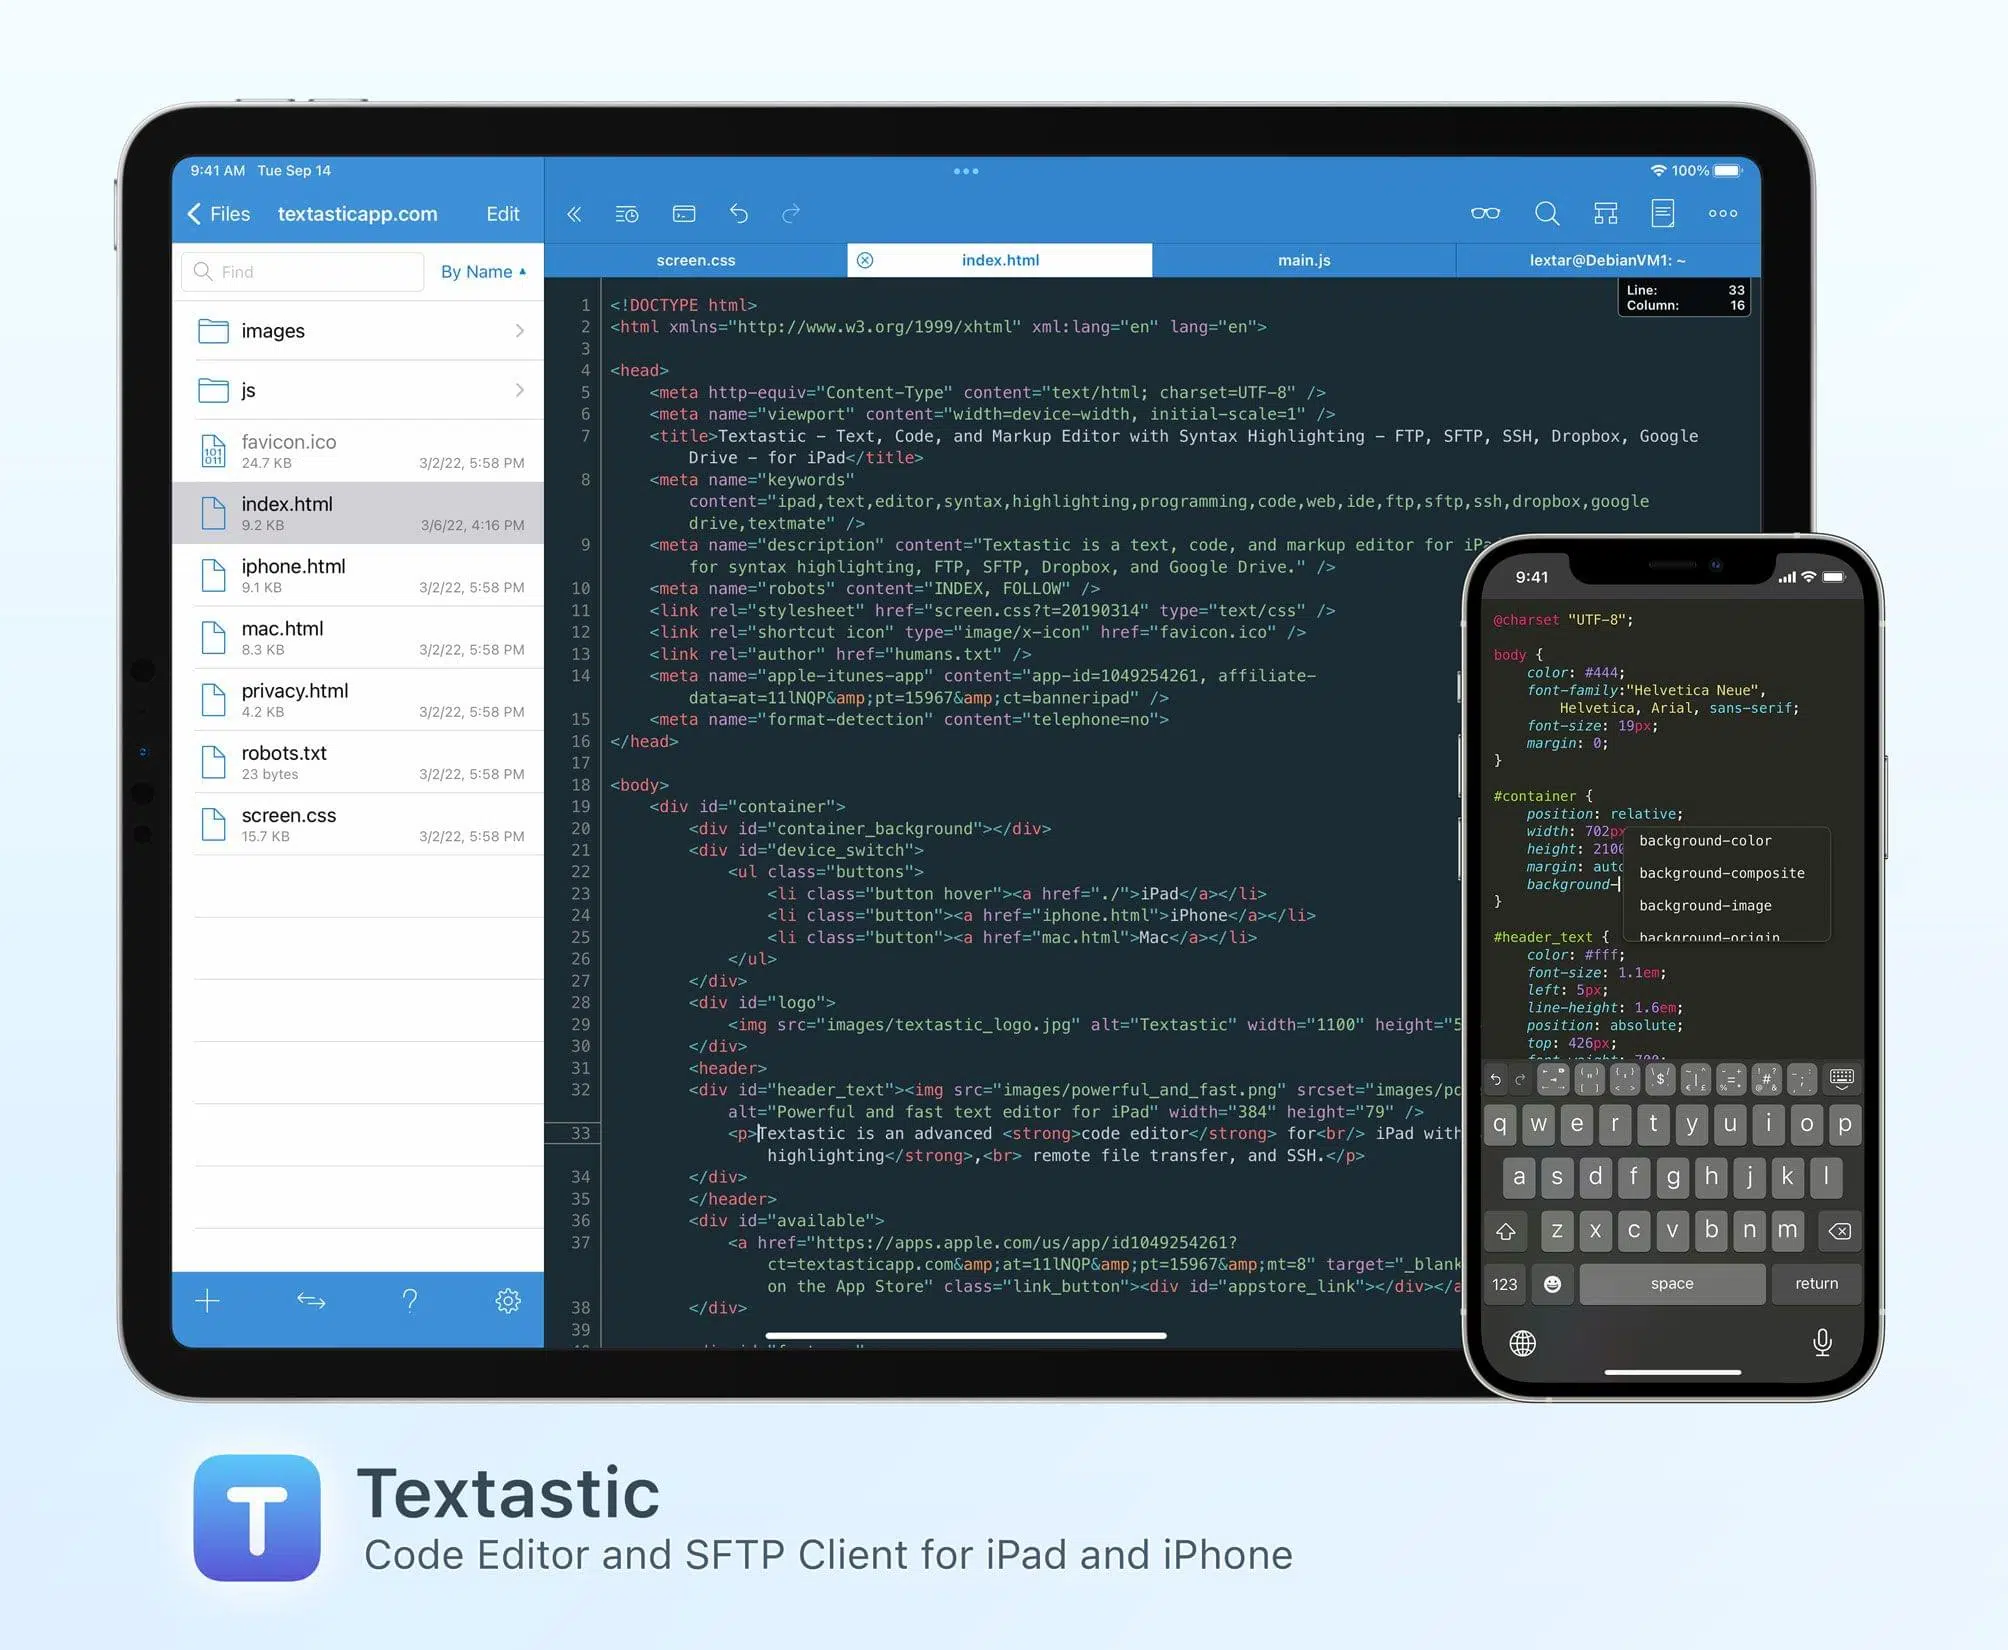 9:41 AM Tue Sep 14
100%
Files textasticapp.com Edit
Find By Name
images
js
favicon.ico
24.7 KB 3/2/22, 5:58 PM
index.html
9.2 KB 3/6/22, 4:16 PM
iphone.html
9.1 KB 3/2/22, 5:58 PM
mac.html
8.3 KB 3/2/22, 5:58 PM
privacy.html
4.2 KB 3/2/22, 5:58 PM
robots.txt
23 bytes 3/2/22, 5:58 PM
screen.css
15.7 KB 3/2/22, 5:58 PM
screen.css index.html main.js lextar@DebianVM1: ~
Line: 33
Column: 16
1 <!DOCTYPE html>
2 <html xmlns="http://www.w3.org/1999/xhtml" xml:lang="en" lang="en">
3
4 <head>
5 <meta http-equiv="Content-Type" content="text/html; charset=UTF-8" />
6 <meta name="viewport" content="width=device-width, initial-scale=1" />
7 <title>Textastic – Text, Code, and Markup Editor with Syntax Highlighting – FTP, SFTP, SSH, Dropbox, Google
Drive – for iPad</title>
8 <meta name="keywords"
content="ipad,text,editor,syntax,highlighting,programming,code,web,ide,ftp,sftp,ssh,dropbox,google
drive,textmate" />
9 <meta name="description" content="Textastic is a text, code, and markup editor for
for syntax highlighting, FTP, SFTP, Dropbox, and Google Drive." />
10 <meta name="robots" content="INDEX, FOLLOW" />
11 <link rel="stylesheet" href="screen.css?t=20190314" type="text/css" />
12 <link rel="shortcut icon" type="image/x-icon" href="favicon.ico" />
13 <link rel="author" href="humans.txt" />
14 <meta name="apple-itunes-app" content="app-id=1049254261, affiliate-
data=at=11lNQP&amp;pt=15967&amp;ct=banneripad" />
15 <meta name="format-detection" content="telephone=no">
16 </head>
17
18 <body>
19 <div id="container">
20 <div id="container_background"></div>
21 <div id="device_switch">
22 <ul class="buttons">
23 <li class="button hover"><a href="./">iPad</a></li>
24 <li class="button"><a href="iphone.html">iPhone</a></li>
25 <li class="button"><a href="mac.html">Mac</a></li>
26 </ul>
27 </div>
28 <div id="logo">
29 <img src="images/textastic_logo.jpg" alt="Textastic" width="1100" height="5
30 </div>
31 <header>
32 <div id="header_text"><img src="images/powerful_and_fast.png" srcset="images/po
alt="Powerful and fast text editor for iPad" width="384" height="79" />
33 <p>Textastic is an advanced <strong>code editor</strong> for<br/> iPad with
highlighting</strong>,<br> remote file transfer, and SSH.</p>
34 </div>
35 </header>
36 <div id="available">
37 <a href="https://apps.apple.com/us/app/id1049254261?
ct=textasticapp.com&amp;at=11lNQP&amp;pt=15967&amp;mt=8" target="_blank
on the App Store" class="link_button"><div id="appstore_link"></div></a
38 </div>
39
9:41
@charset "UTF-8";
body {
color: #444;
font-family:"Helvetica Neue",
Helvetica, Arial, sans-serif;
font-size: 19px;
margin: 0;
}
#container {
position: relative;
width: 702px
height: 2100
margin: auto
background-
}
background-color
background-composite
background-image
background-origin
#header_text {
color: #fff;
font-size: 1.1em;
left: 5px;
line-height: 1.6em;
position: absolute;
top: 426px;
font-weight: 700;
q w e r t y u i o p
a s d f g h j k l
z x c v b n m
123 space return
T
Textastic
Code Editor and SFTP Client for iPad and iPhone